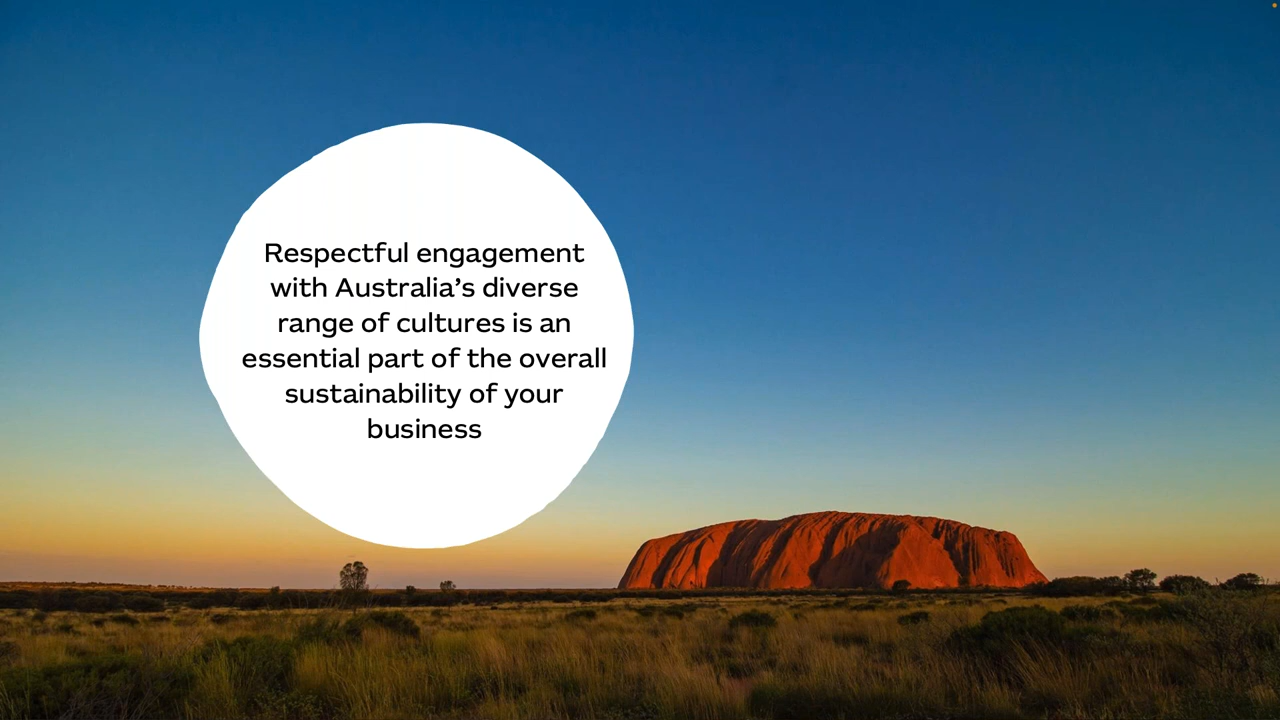 Respectful engagement
with Australia’s diverse
range of cultures is an
essential part of the overall
sustainability of your
business